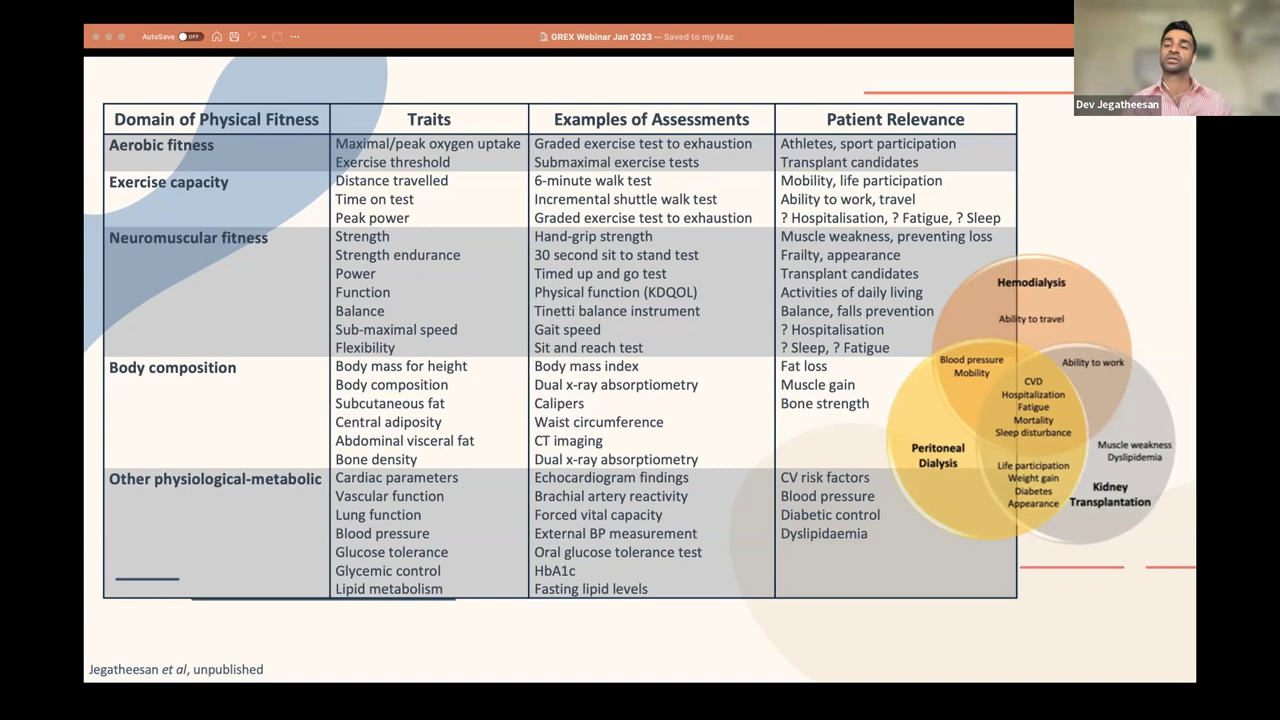 AutoSave OFF
GREX Webinar Jan 2023 — Saved to my Mac
Dev Jegatheesan
Domain of Physical Fitness Traits Examples of Assessments Patient Relevance
Aerobic fitness Maximal/peak oxygen uptake Graded exercise test to exhaustion Athletes, sport participation
Exercise threshold Submaximal exercise tests Transplant candidates
Exercise capacity Distance travelled 6-minute walk test Mobility, life participation
Time on test Incremental shuttle walk test Ability to work, travel
Peak power Graded exercise test to exhaustion ? Hospitalisation, ? Fatigue, ? Sleep
Neuromuscular fitness Strength Hand-grip strength Muscle weakness, preventing loss
Strength endurance 30 second sit to stand test Frailty, appearance
Power Timed up and go test Transplant candidates
Function Physical function (KDQOL) Activities of daily living
Balance Tinetti balance instrument Balance, falls prevention
Sub-maximal speed Gait speed ? Hospitalisation
Flexibility Sit and reach test ? Sleep, ? Fatigue
Body composition Body mass for height Body mass index Fat loss
Body composition Dual x-ray absorptiometry Muscle gain
Subcutaneous fat Calipers Bone strength
Central adiposity Waist circumference
Abdominal visceral fat CT imaging
Bone density Dual x-ray absorptiometry
Other physiological-metabolic Cardiac parameters Echocardiogram findings CV risk factors
Vascular function Brachial artery reactivity Blood pressure
Lung function Forced vital capacity Diabetic control
Blood pressure External BP measurement Dyslipidaemia
Glucose tolerance Oral glucose tolerance test
Glycemic control HbA1c
Lipid metabolism Fasting lipid levels
Hemodialysis
Ability to travel
Blood pressure
Mobility
Ability to work
CVD
Hospitalization
Fatigue
Mortality
Sleep disturbance
Peritoneal
Dialysis
Muscle weakness
Dyslipidemia
Life participation
Weight gain
Diabetes
Appearance
Kidney
Transplantation
Jegatheesan et al, unpublished